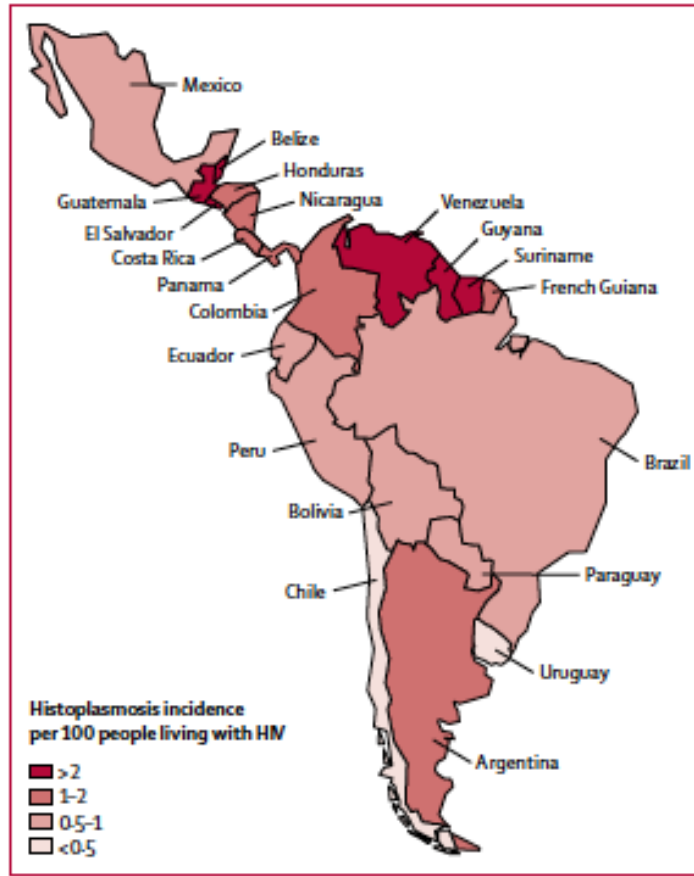 Mexico
Belize
Honduras
Guatemala
Nicaragua
Venezuela
El Salvador
Guyana
Costa Rica
Suriname
Panama
French Guiana
Colombia
Ecuador
Peru
Brazil
Bolivia
Paraguay
Chile
Uruguay
Histoplasmosis incidence
per 100 people living with HIV
Argentina
>2
1–2
0·5–1
<0·5